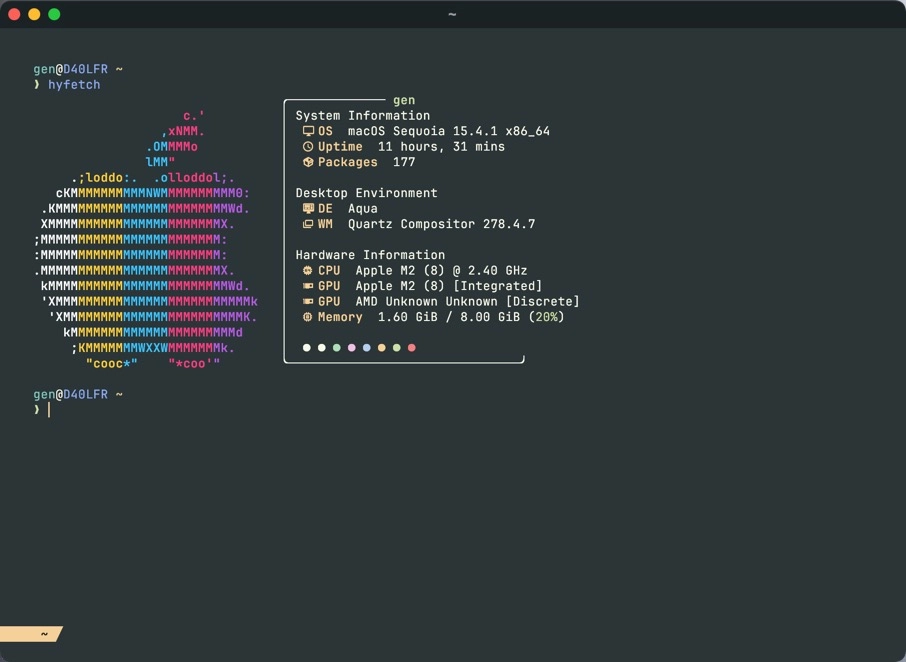 ~
gen@D40LFR ~
❯ hyfetch
c.'
,xNMM.
.OMMMMo
lMM"
.;loddo:.  .olloddol;.
cKMMMMMMMMMMNWMMMMMMMMMM0:
.KMMMMMMMMMMMMMMMMMMMMMMMWd.
XMMMMMMMMMMMMMMMMMMMMMMMX.
;MMMMMMMMMMMMMMMMMMMMMMMM:
:MMMMMMMMMMMMMMMMMMMMMMMM:
.MMMMMMMMMMMMMMMMMMMMMMMMX.
kMMMMMMMMMMMMMMMMMMMMMMMMWd.
'XMMMMMMMMMMMMMMMMMMMMMMMMMMk
'XMMMMMMMMMMMMMMMMMMMMMMMMK.
kMMMMMMMMMMMMMMMMMMMMMMd
;KMMMMMMMWXXWMMMMMMMk.
"cooc*"    "*coo'"
gen
System Information
OS  macOS Sequoia 15.4.1 x86_64
Uptime  11 hours, 31 mins
Packages  177
Desktop Environment
DE  Aqua
WM  Quartz Compositor 278.4.7
Hardware Information
CPU  Apple M2 (8) @ 2.40 GHz
GPU  Apple M2 (8) [Integrated]
GPU  AMD Unknown Unknown [Discrete]
Memory  1.60 GiB / 8.00 GiB (20%)
gen@D40LFR ~
❯
~